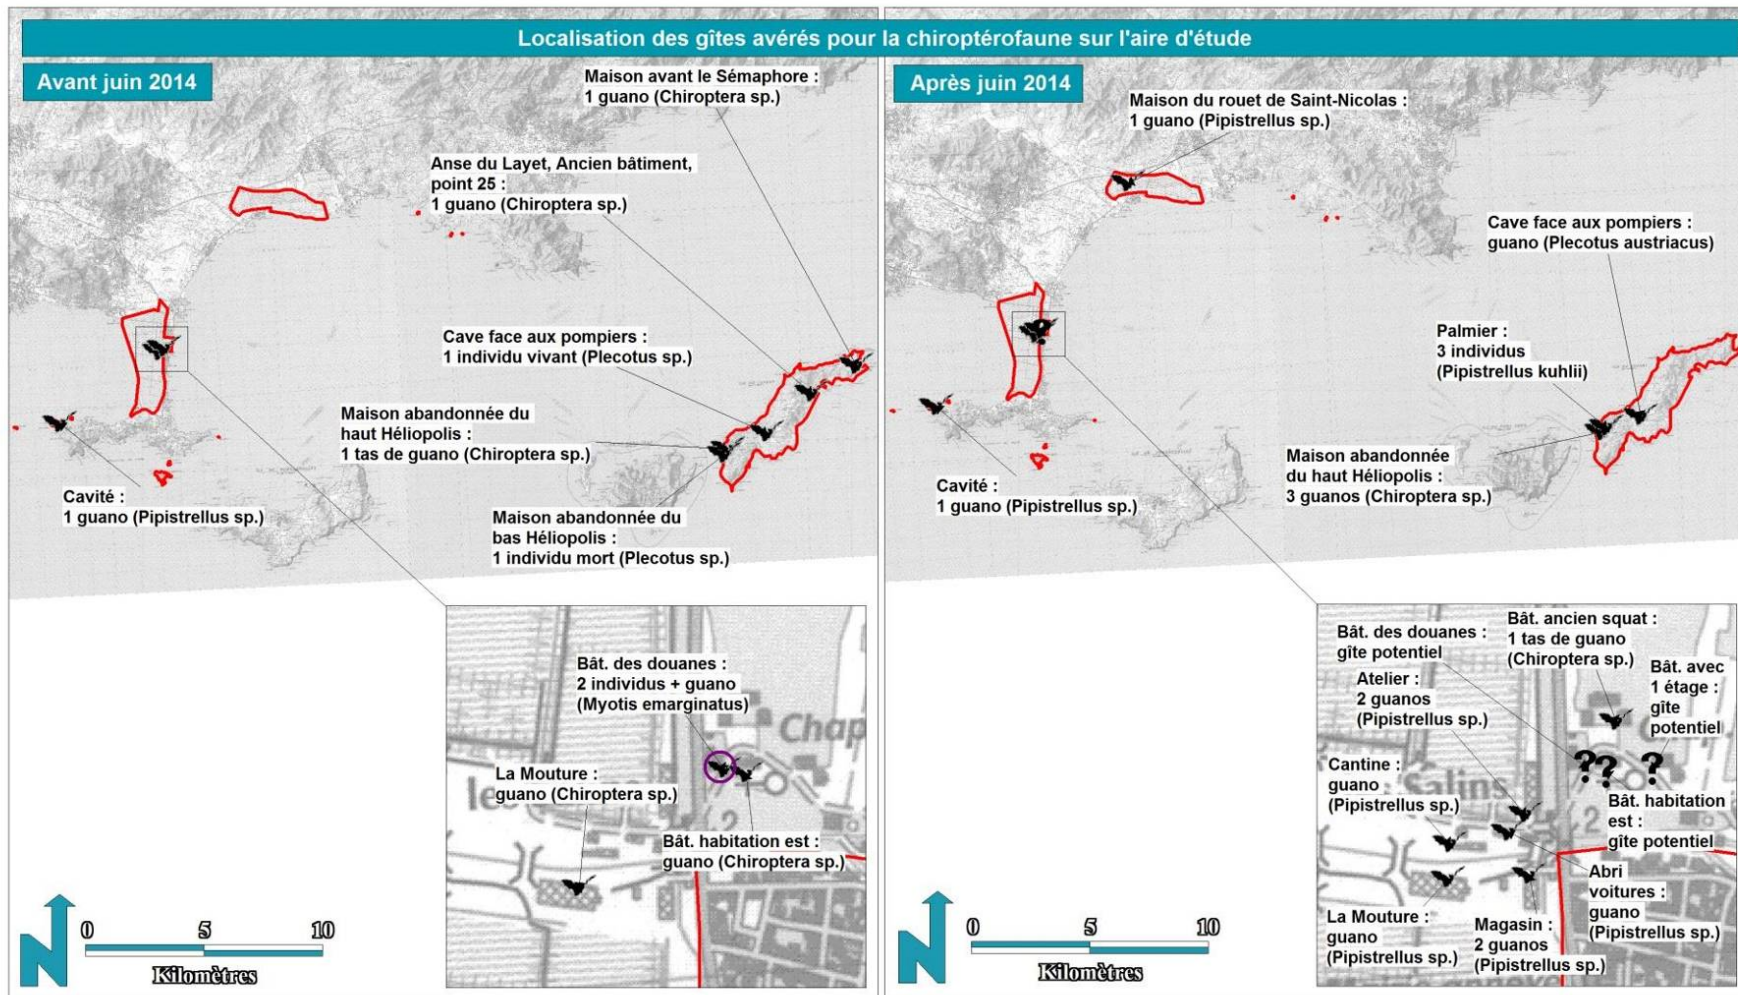 Localisation des gîtes avérés pour la chiroptérofaune sur l'aire d'étude
Avant juin 2014
Maison avant le Sémaphore :
1 guano (Chiroptera sp.)
Anse du Layet, Ancien bâtiment,
point 25 :
1 guano (Chiroptera sp.)
Cave face aux pompiers :
1 individu vivant (Plecotus sp.)
Maison abandonnée du
haut Héliopolis :
1 tas de guano (Chiroptera sp.)
Cavité :
1 guano (Pipistrellus sp.)
Maison abandonnée du
bas Héliopolis :
1 individu mort (Plecotus sp.)
Bât. des douanes :
2 individus + guano
(Myotis emarginatus)
Chap
La Mouture :
guano (Chiroptera sp.)
les
2
Bât. habitation est :
guano (Chiroptera sp.)
N
0 5 10
Kilomètres
Après juin 2014
Maison du rouet de Saint-Nicolas :
1 guano (Pipistrellus sp.)
Cave face aux pompiers :
guano (Plecotus austriacus)
Palmier :
3 individus
(Pipistrellus kuhlii)
Maison abandonnée
du haut Héliopolis :
3 guanos (Chiroptera sp.)
Cavité :
1 guano (Pipistrellus sp.)
Bât. ancien squat :
1 tas de guano
(Chiroptera sp.)
Bât. des douanes :
gîte potentiel
Bât. avec
1 étage :
gîte
potentiel
Atelier :
2 guanos
(Pipistrellus sp.)
? ? ?
Cantine :
guano
(Pipistrellus sp.)
Salins
2
Bât. habitation
est :
gîte potentiel
Abri
voitures :
guano
(Pipistrellus sp.)
La Mouture :
guano
(Pipistrellus sp.)
Magasin :
2 guanos
(Pipistrellus sp.)
N
0 5 10
Kilomètres